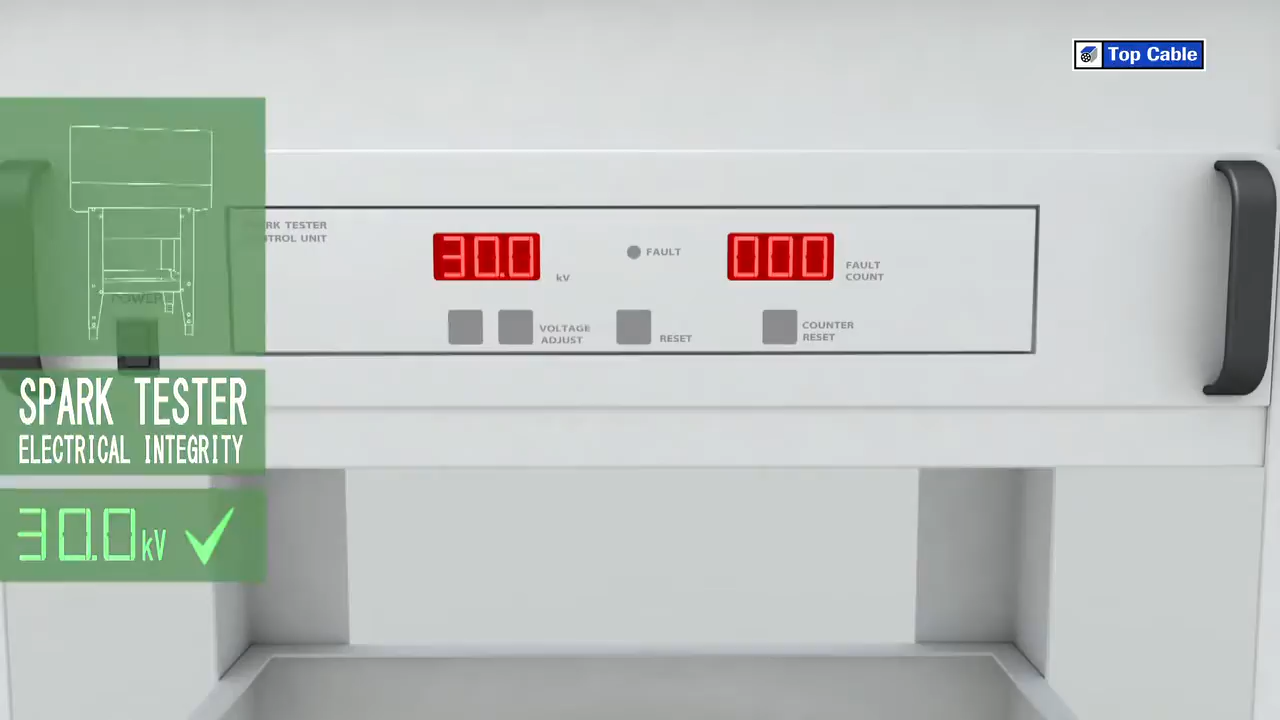 Top Cable
SPARK TESTER
CONTROL UNIT
30.0
kV
FAULT
000
FAULT
COUNT
VOLTAGE
ADJUST
RESET
COUNTER
RESET
POWER
SPARK TESTER
ELECTRICAL INTEGRITY
30.0kV ✓